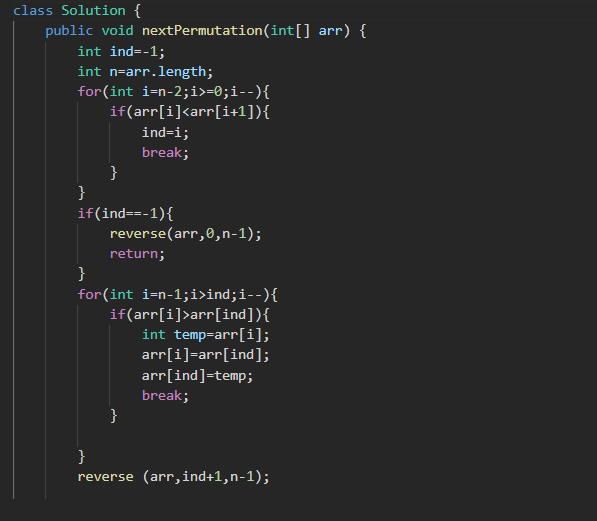 class Solution {
    public void nextPermutation(int[] arr) {
        int ind=-1;
        int n=arr.length;
        for(int i=n-2;i>=0;i--){
            if(arr[i]<arr[i+1]){
                ind=i;
                break;
            }
        }
        if(ind==-1){
            reverse(arr,0,n-1);
            return;
        }
        for(int i=n-1;i>ind;i--){
            if(arr[i]>arr[ind]){
                int temp=arr[i];
                arr[i]=arr[ind];
                arr[ind]=temp;
                break;
            }
        }
        reverse (arr,ind+1,n-1);